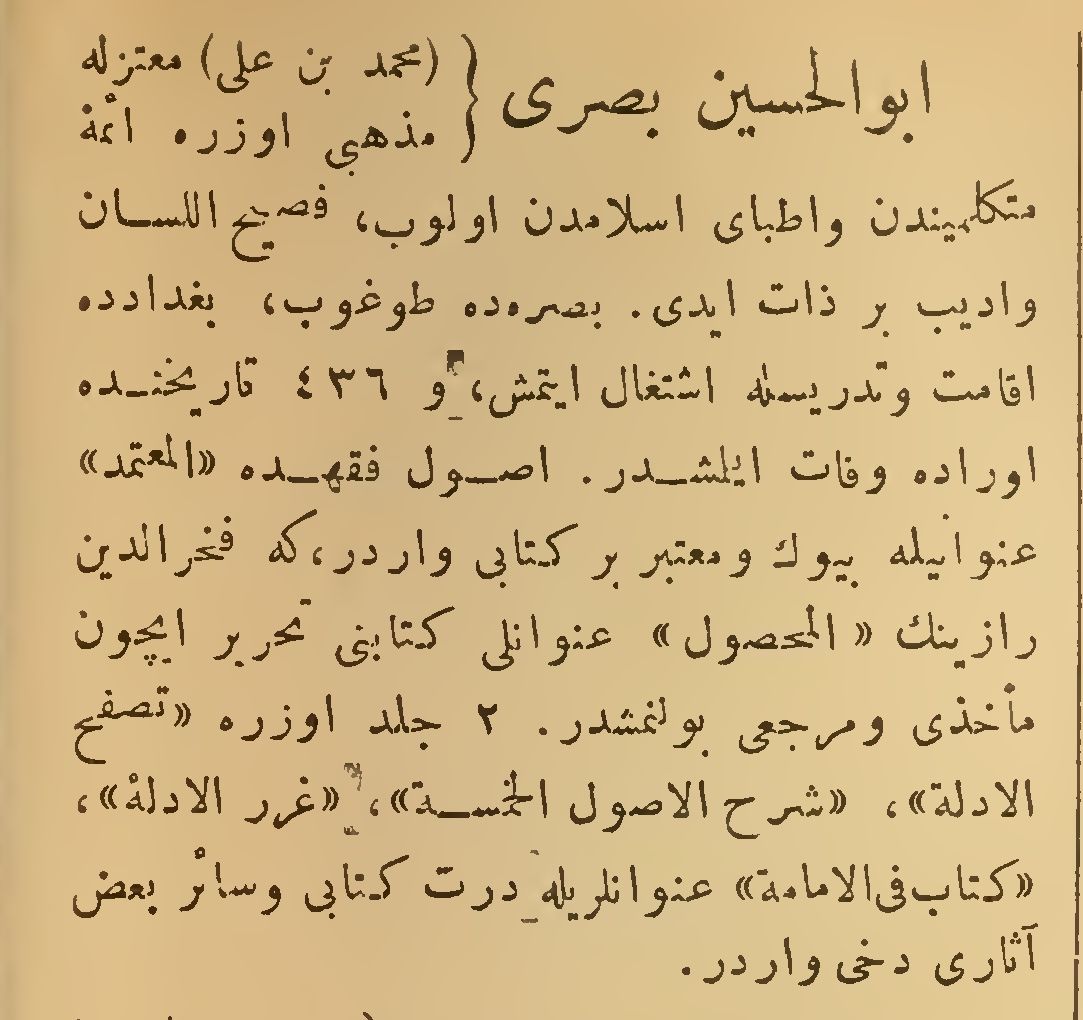 ابوالحسین بصری { (محمد بن علی) معتزله
مذهبی اوزره ائمۀ
متکلمیندن واطبای اسلامدن اولوب، فصیح اللسان
وادیب بر ذات ایدی. بصره‌ده طوغوب، بغدادده
اقامت وتدریسله اشتغال ایتمش، و ٤٣٦ تاریخنده
اوراده وفات ایلمشدر. اصول فقهده «المعتمد»
عنوانیله بیوك ومعتبر بر کتابی واردر، که فخرالدین
رازینك «المحصول» عنوانلی کتابنی تحریر ایچون
مأخذی ومرجعی بولنمشدر. ٢ جلد اوزره «تصفح
الادلة»، «شرح الاصول الخمسة»، «غرر الادلة»،
«کتاب فی الامامة» عنوانلریله درت کتابی وسائر بعض
آثاری دخی واردر.